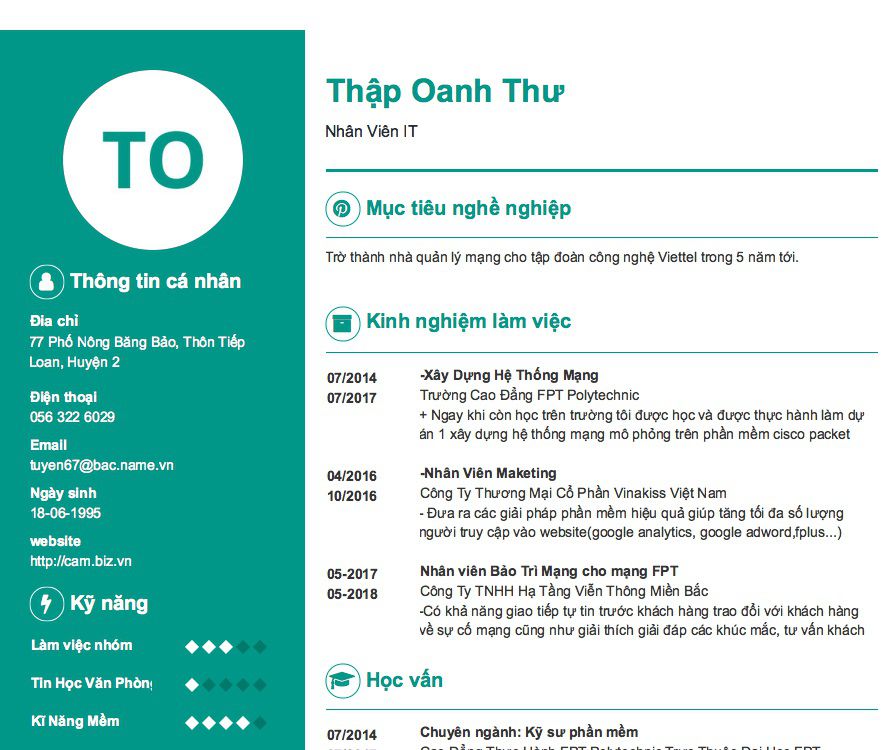 TO
Thông tin cá nhân
Địa chỉ
77 Phố Nông Băng Bảo, Thôn Tiếp
Loan, Huyện 2
Điện thoại
056 322 6029
Email
tuyen67@bac.name.vn
Ngày sinh
18-06-1995
website
http://cam.biz.vn
Kỹ năng
Làm việc nhóm
Tin Học Văn Phòng
Kĩ Năng Mềm
Thập Oanh Thư
Nhân Viên IT
Mục tiêu nghề nghiệp
Trở thành nhà quản lý mạng cho tập đoàn công nghệ Viettel trong 5 năm tới.
Kinh nghiệm làm việc
07/2014 -Xây Dựng Hệ Thống Mạng
07/2017 Trường Cao Đẳng FPT Polytechnic
+ Ngay khi còn học trên trường tôi được học và được thực hành làm dự
án 1 xây dựng hệ thống mạng mô phỏng trên phần mềm cisco packet
04/2016 -Nhân Viên Maketing
10/2016 Công Ty Thương Mại Cổ Phần Vinakiss Việt Nam
- Đưa ra các giải pháp phần mềm hiệu quả giúp tăng tối đa số lượng
người truy cập vào website(google analytics, google adword,fplus...)
05-2017 Nhân viên Bảo Trì Mạng cho mạng FPT
05-2018 Công Ty TNHH Hạ Tầng Viễn Thông Miền Bắc
-Có khả năng giao tiếp tự tin trước khách hàng trao đổi với khách hàng
về sự cố mạng cũng như giải thích giải đáp các khúc mắc, tư vấn khách
Học vấn
07/2014 Chuyên ngành: Kỹ sư phần mềm